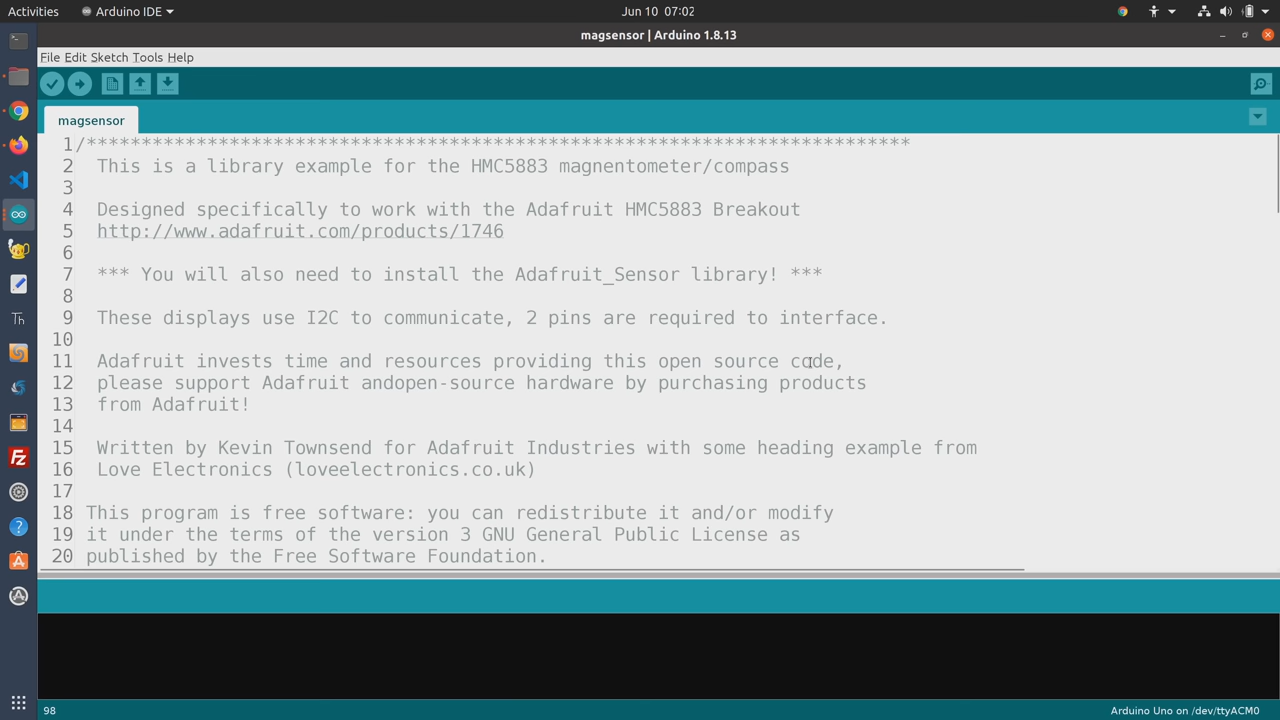 Activities Arduino IDE Jun 10 07:02
magsensor | Arduino 1.8.13
File Edit Sketch Tools Help
magsensor
1 /***************************************************************************
2 This is a library example for the HMC5883 magnentometer/compass
3
4 Designed specifically to work with the Adafruit HMC5883 Breakout
5 http://www.adafruit.com/products/1746
6
7 *** You will also need to install the Adafruit_Sensor library! ***
8
9 These displays use I2C to communicate, 2 pins are required to interface.
10
11 Adafruit invests time and resources providing this open source code,
12 please support Adafruit andopen-source hardware by purchasing products
13 from Adafruit!
14
15 Written by Kevin Townsend for Adafruit Industries with some heading example from
16 Love Electronics (loveelectronics.co.uk)
17
18 This program is free software: you can redistribute it and/or modify
19 it under the terms of the version 3 GNU General Public License as
20 published by the Free Software Foundation.
98 Arduino Uno on /dev/ttyACM0